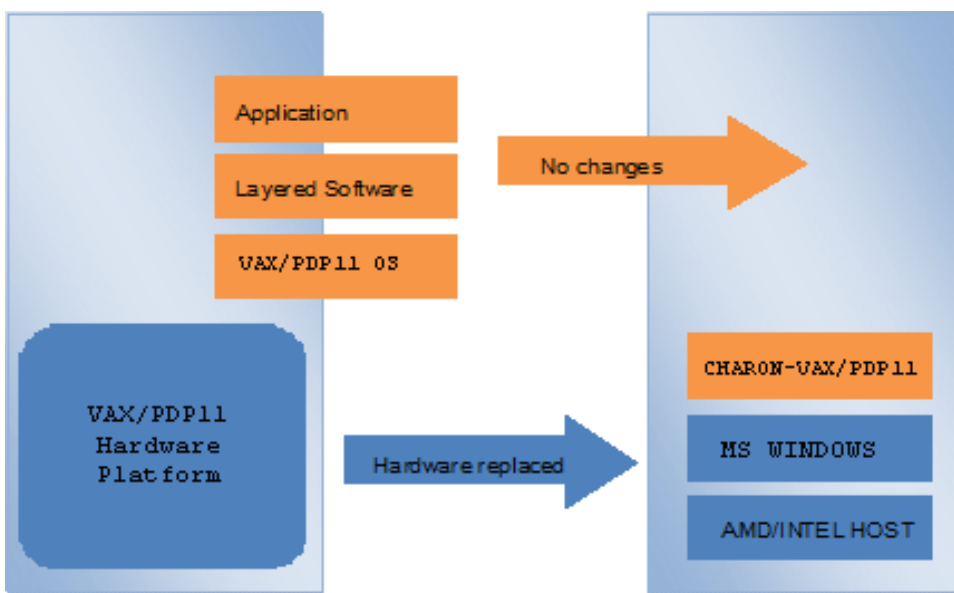 Application
Layered Software
VAX/PDP11 OS
No changes
VAX/PDP11
Hardware
Platform
Hardware replaced
CHARON-VAX/PDP11
MS WINDOWS
AMD/INTEL HOST